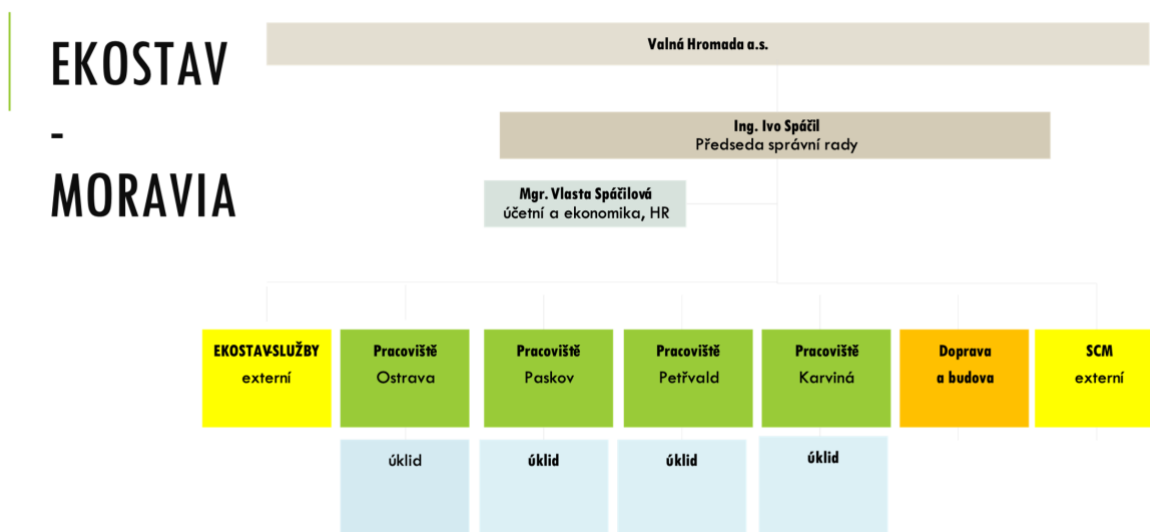 EKOSTAV
-
MORAVIA
Valná Hromada a.s.
Ing. Ivo Spáčil
Předseda správní rady
Mgr. Vlasta Spáčilová
účetní a ekonomika, HR
EKOSTAV-SLUŽBY
externí
Pracoviště
Ostrava
Pracoviště
Paskov
Pracoviště
Petřvald
Pracoviště
Karviná
Doprava
a budova
SCM
externí
úklid
úklid
úklid
úklid